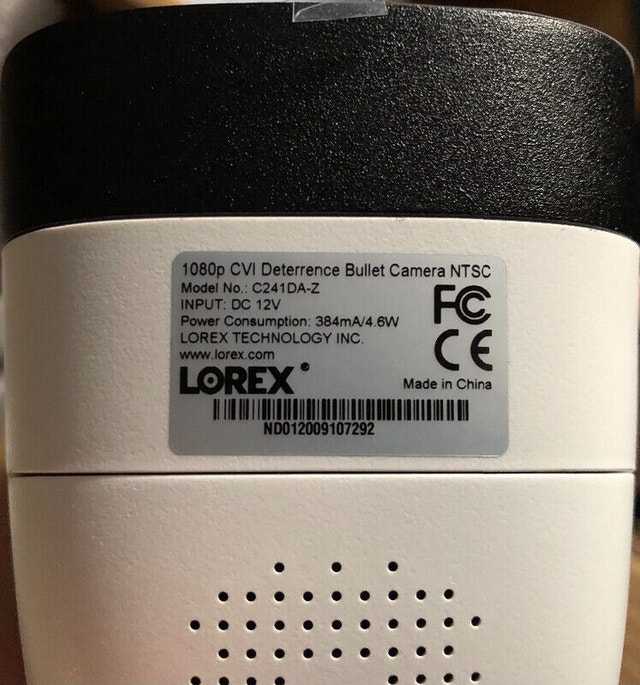 1080p CVI Deterrence Bullet Camera NTSC
Model No.: C241DA-Z
INPUT: DC 12V
Power Consumption: 384mA/4.6W
LOREX TECHNOLOGY INC.
www.lorex.com
FC
CE
LOREX®
Made in China
ND012009107292